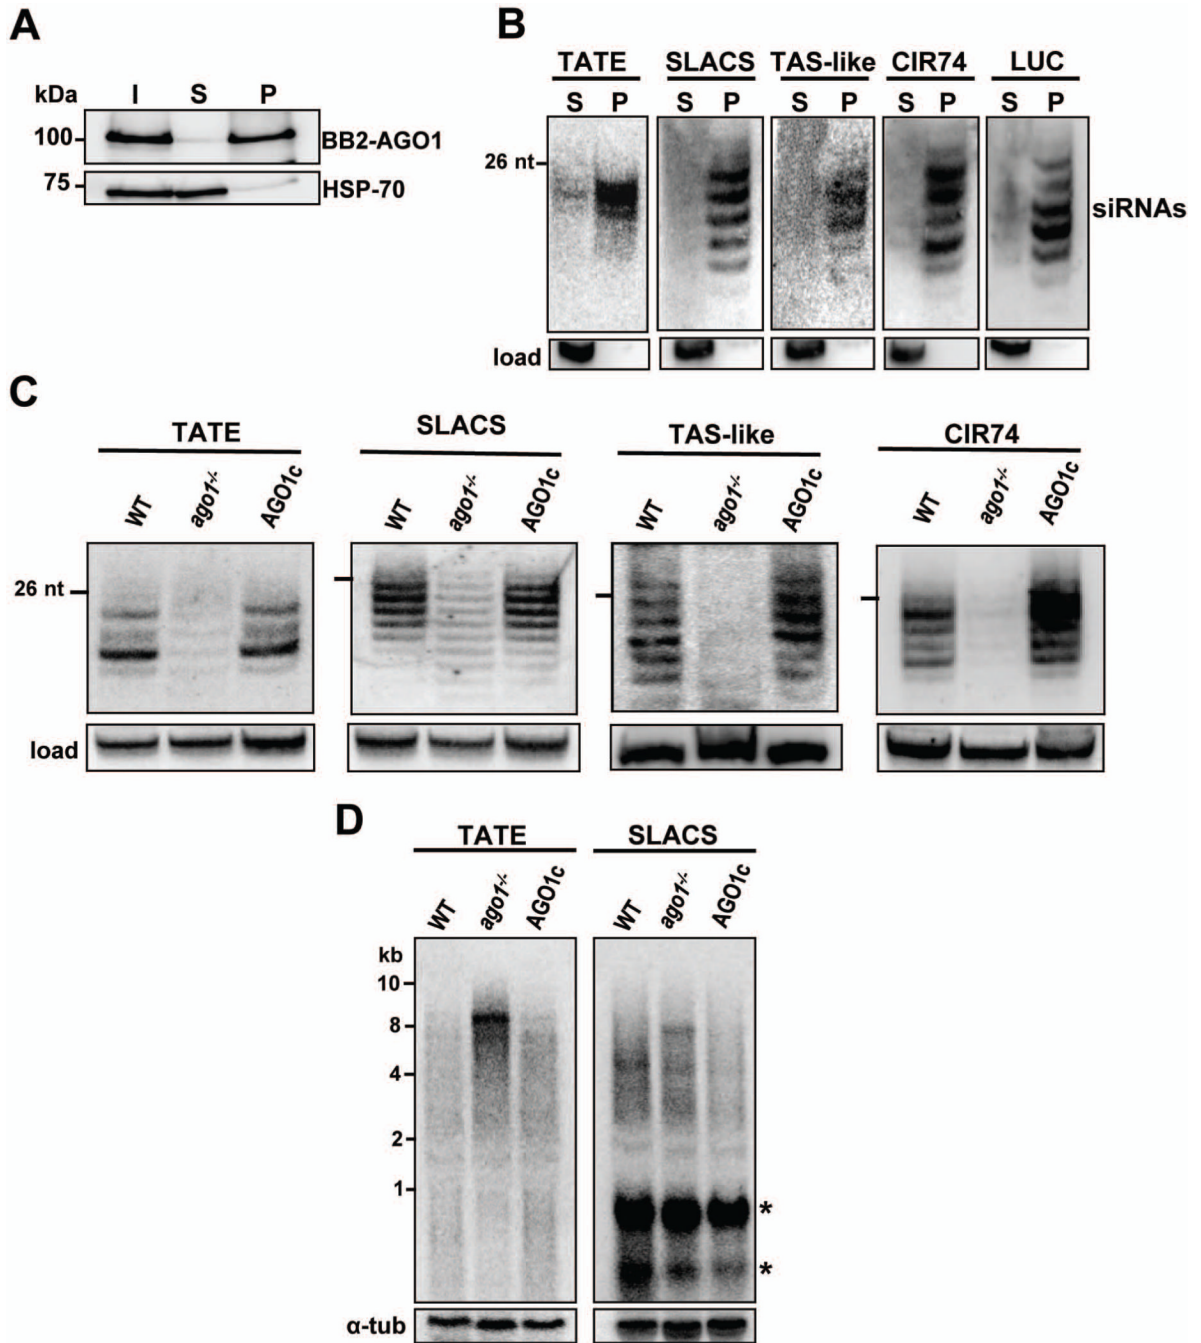 A
kDa I S P
100 BB2-AGO1
75 HSP-70
B
TATE SLACS TAS-like CIR74 LUC
S P S P S P S P S P
26 nt
siRNAs
load
C
TATE SLACS TAS-like CIR74
WT ago1-/- AGO1c WT ago1-/- AGO1c WT ago1-/- AGO1c WT ago1-/- AGO1c
26 nt
load
D
TATE SLACS
WT ago1-/- AGO1c WT ago1-/- AGO1c
kb
10
8
4
2
1
*
*
α-tub